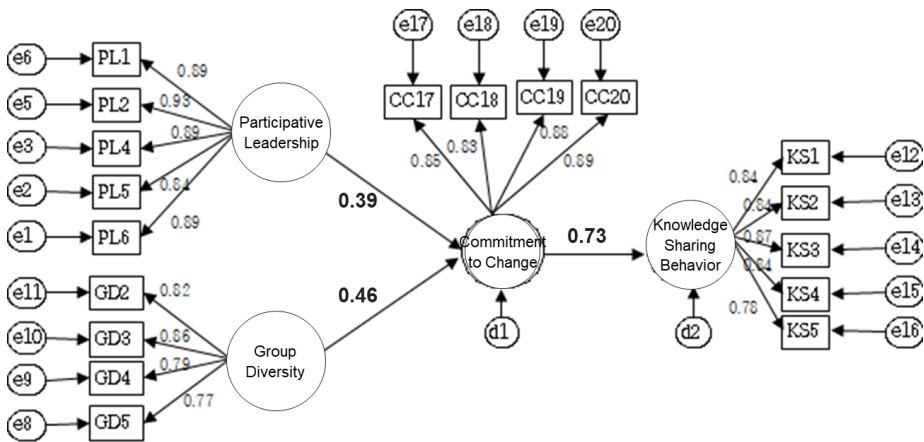 e17
e18
e19
e20
e6
PL1
0.89
e5
PL2
0.93
e3
PL4
0.89
e2
PL5
0.84
e1
PL6
0.89
Participative
Leadership
CC17
CC18
CC19
CC20
0.85
0.83
0.88
0.89
0.39
e11
GD2
0.82
e10
GD3
0.86
e9
GD4
0.79
e8
GD5
0.77
Group
Diversity
0.46
Commitment
to Change
d1
0.73
Knowledge
Sharing
Behavior
d2
0.84
KS1
e12
0.84
KS2
e13
0.87
KS3
e14
0.84
KS4
e15
0.78
KS5
e16